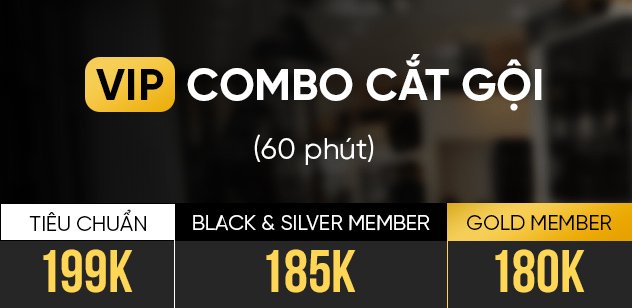 VIP COMBO CẮT GỘI
(60 phút)
TIÊU CHUẨN BLACK & SILVER MEMBER GOLD MEMBER
199K 185K 180K